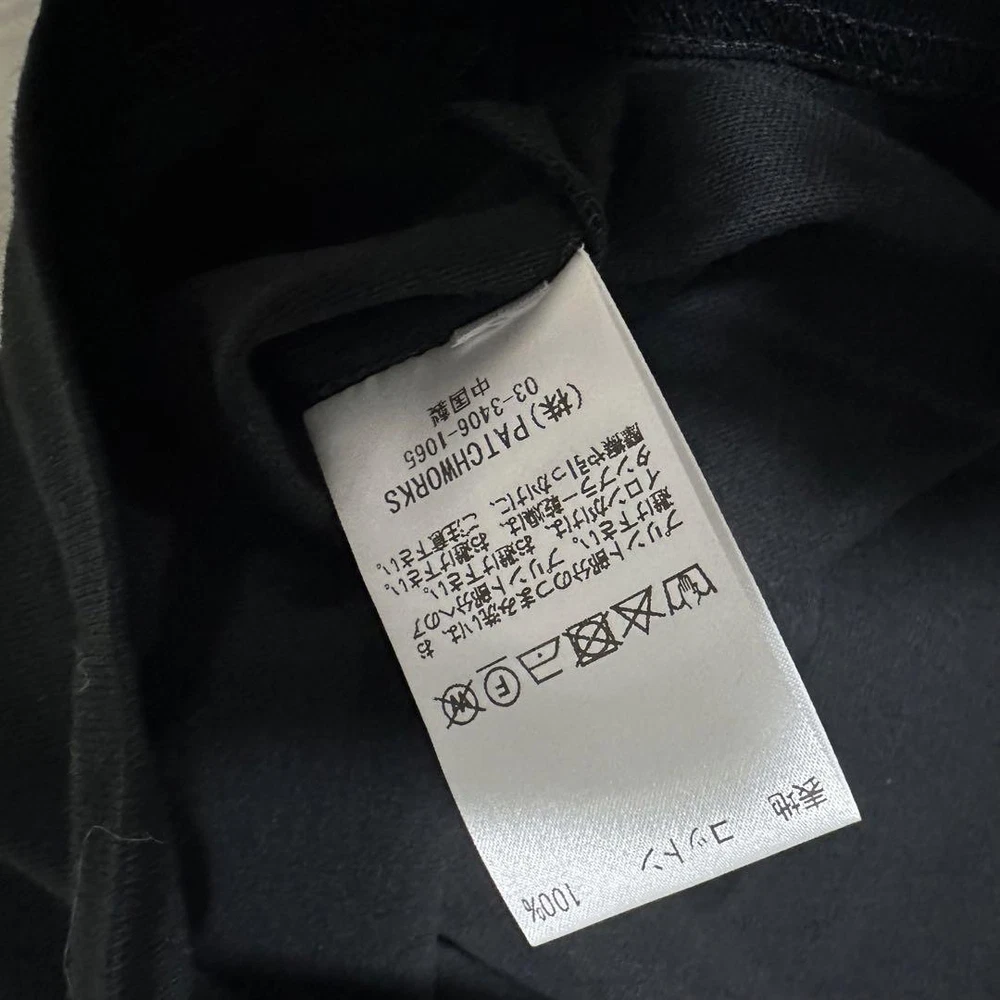 表地 コットン 100%
プリント部分のつまみ洗いは、お
避け下さい。プリント部分へのア
イロンがけは、お避け下さい。
タンブラー乾燥は、お避け下さい。
摩擦や引っかけに、ご注意下さい。
(株)PATCHWORKS
03-3406-1065
中国製